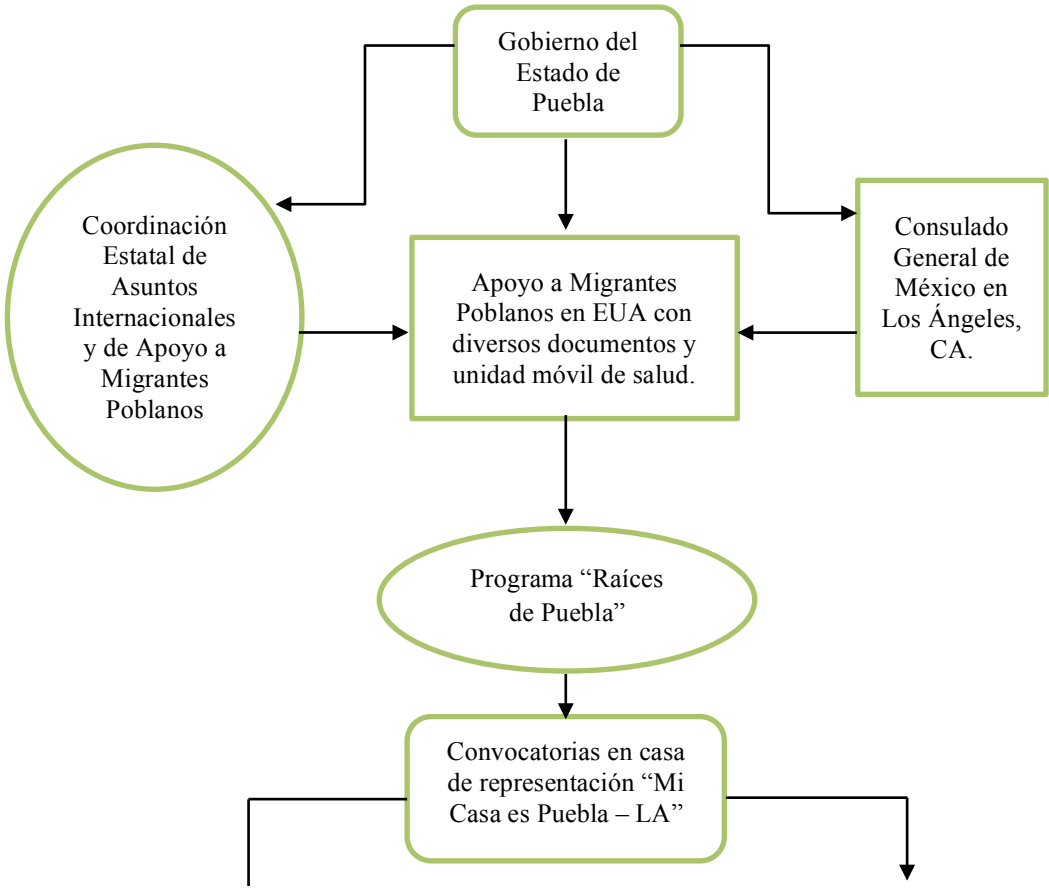 Gobierno del
Estado de
Puebla
Coordinación
Estatal de
Asuntos
Internacionales
y de Apoyo a
Migrantes
Poblanos
Apoyo a Migrantes
Poblanos en EUA con
diversos documentos y
unidad móvil de salud.
Consulado
General de
México en
Los Ángeles,
CA.
Programa “Raíces
de Puebla”
Convocatorias en casa
de representación “Mi
Casa es Puebla – LA”